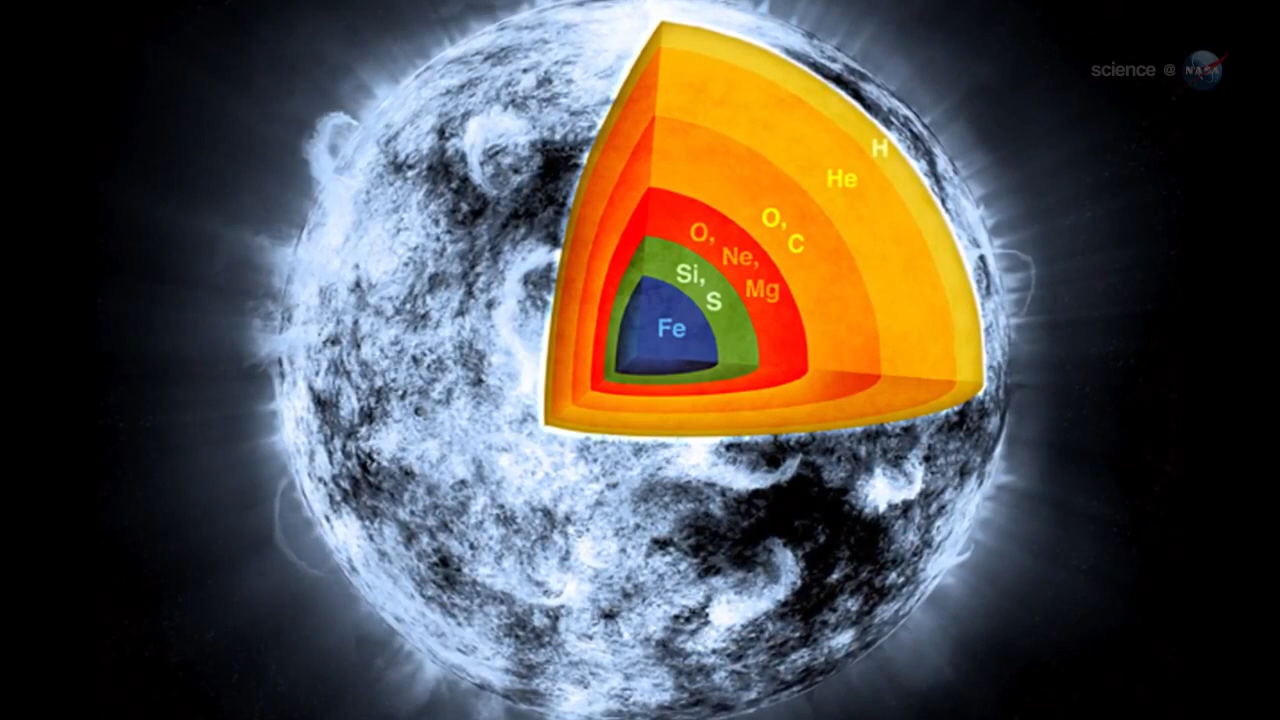 science @ NASA
H
He
O,
C
O,
Ne,
Mg
Si,
S
Fe